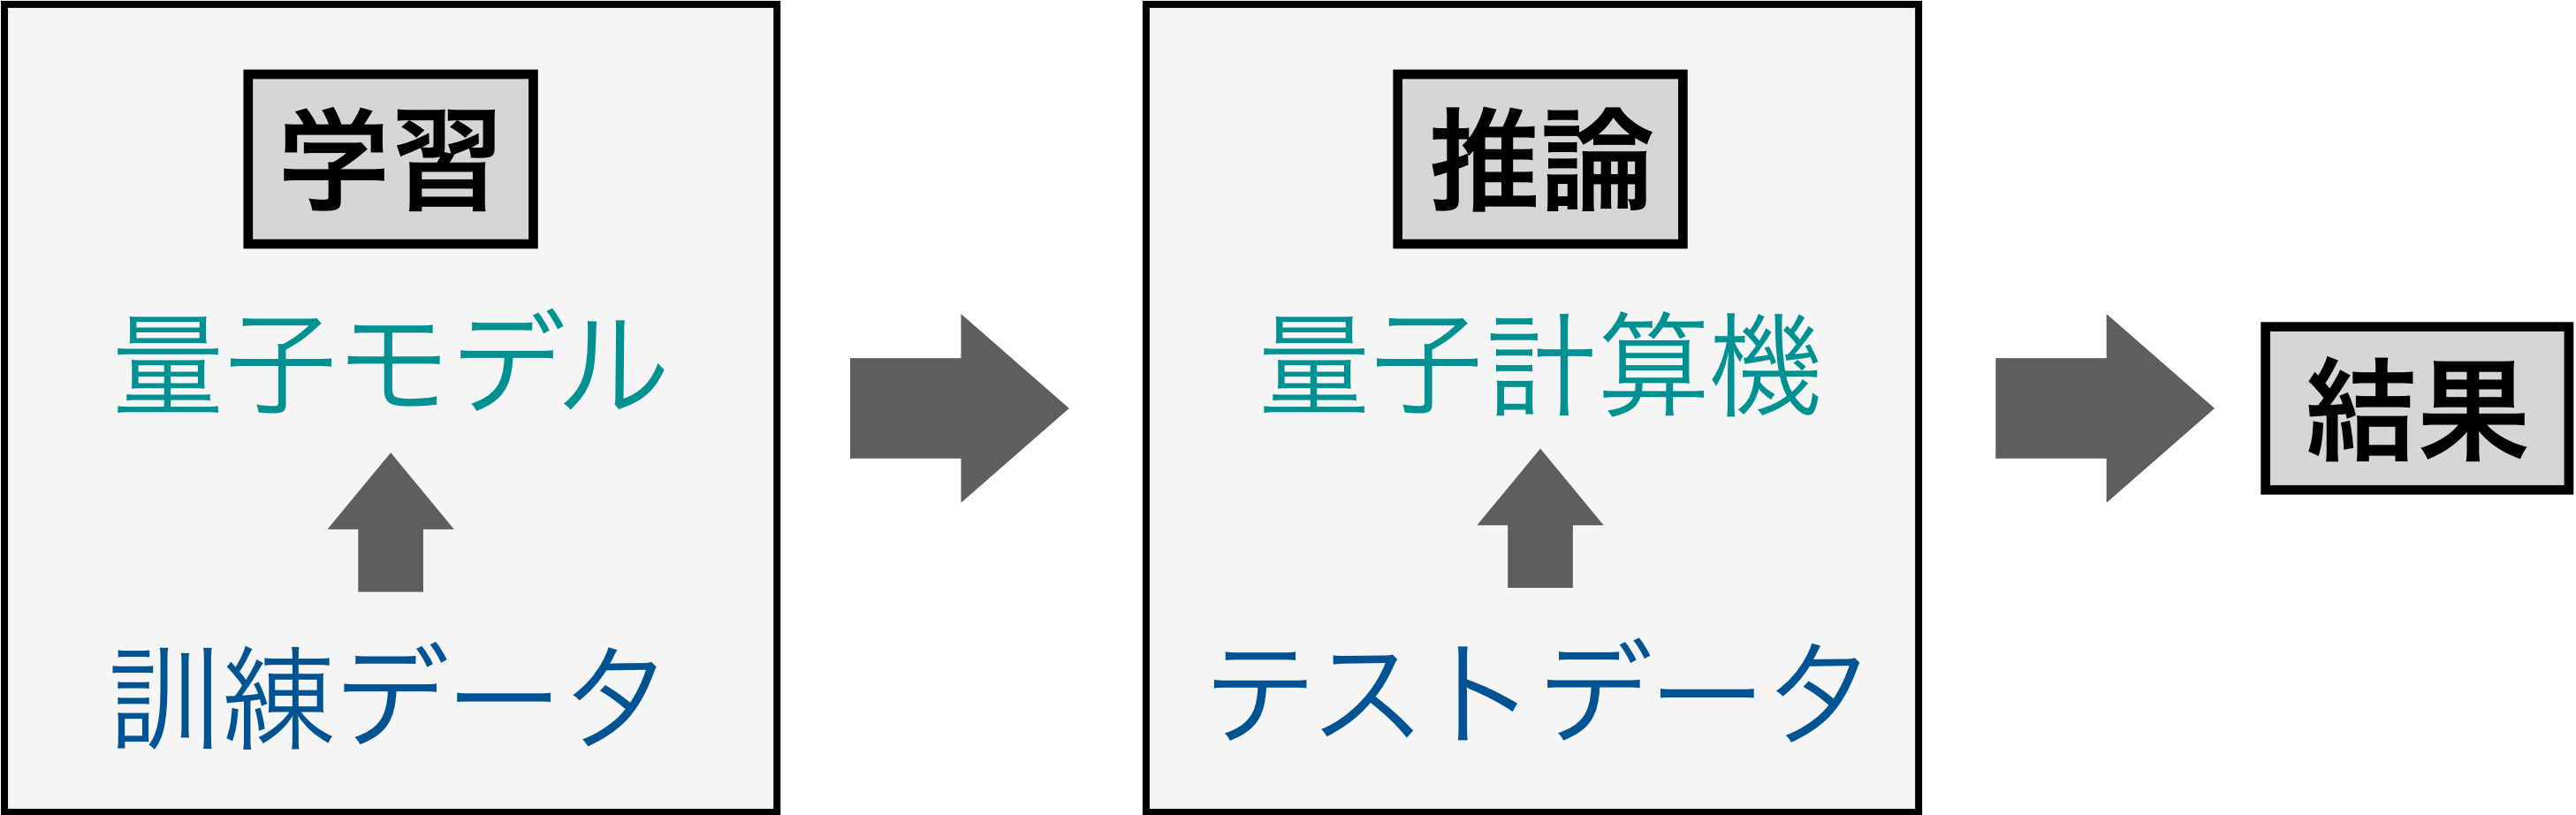 学習
量子モデル
訓練データ
推論
量子計算機
テストデータ
結果